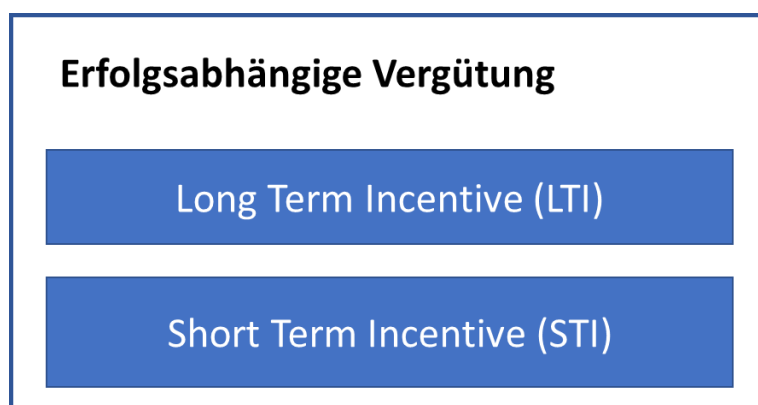 Erfolgsabhängige Vergütung
Long Term Incentive (LTI)
Short Term Incentive (STI)